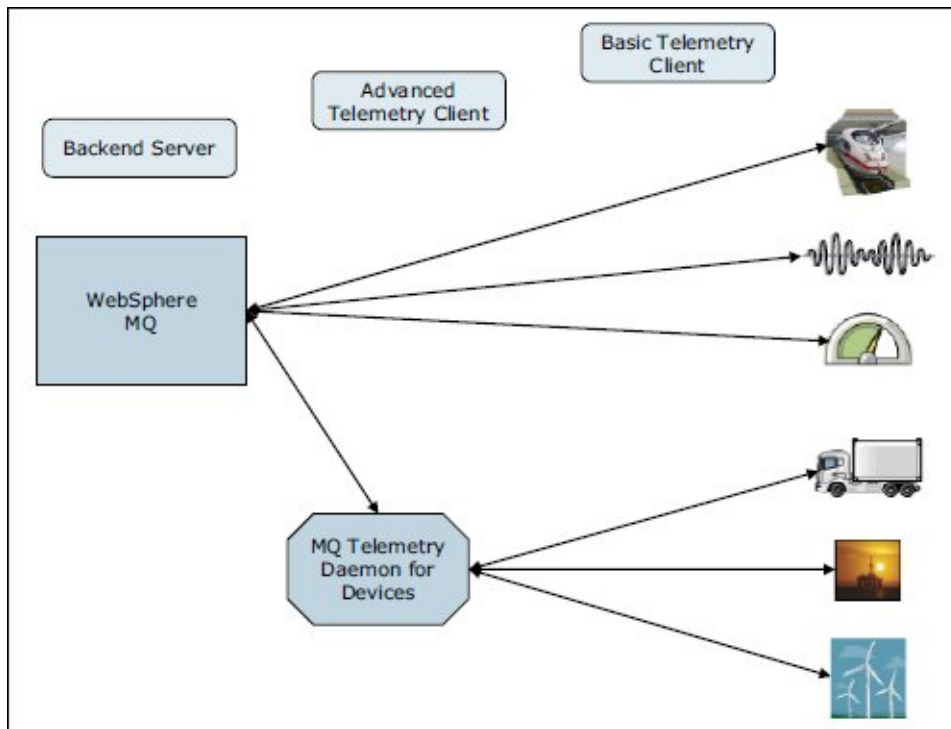 Basic Telemetry
Client
Advanced
Telemetry Client
Backend Server
WebSphere
MQ
MQ Telemetry
Daemon for
Devices